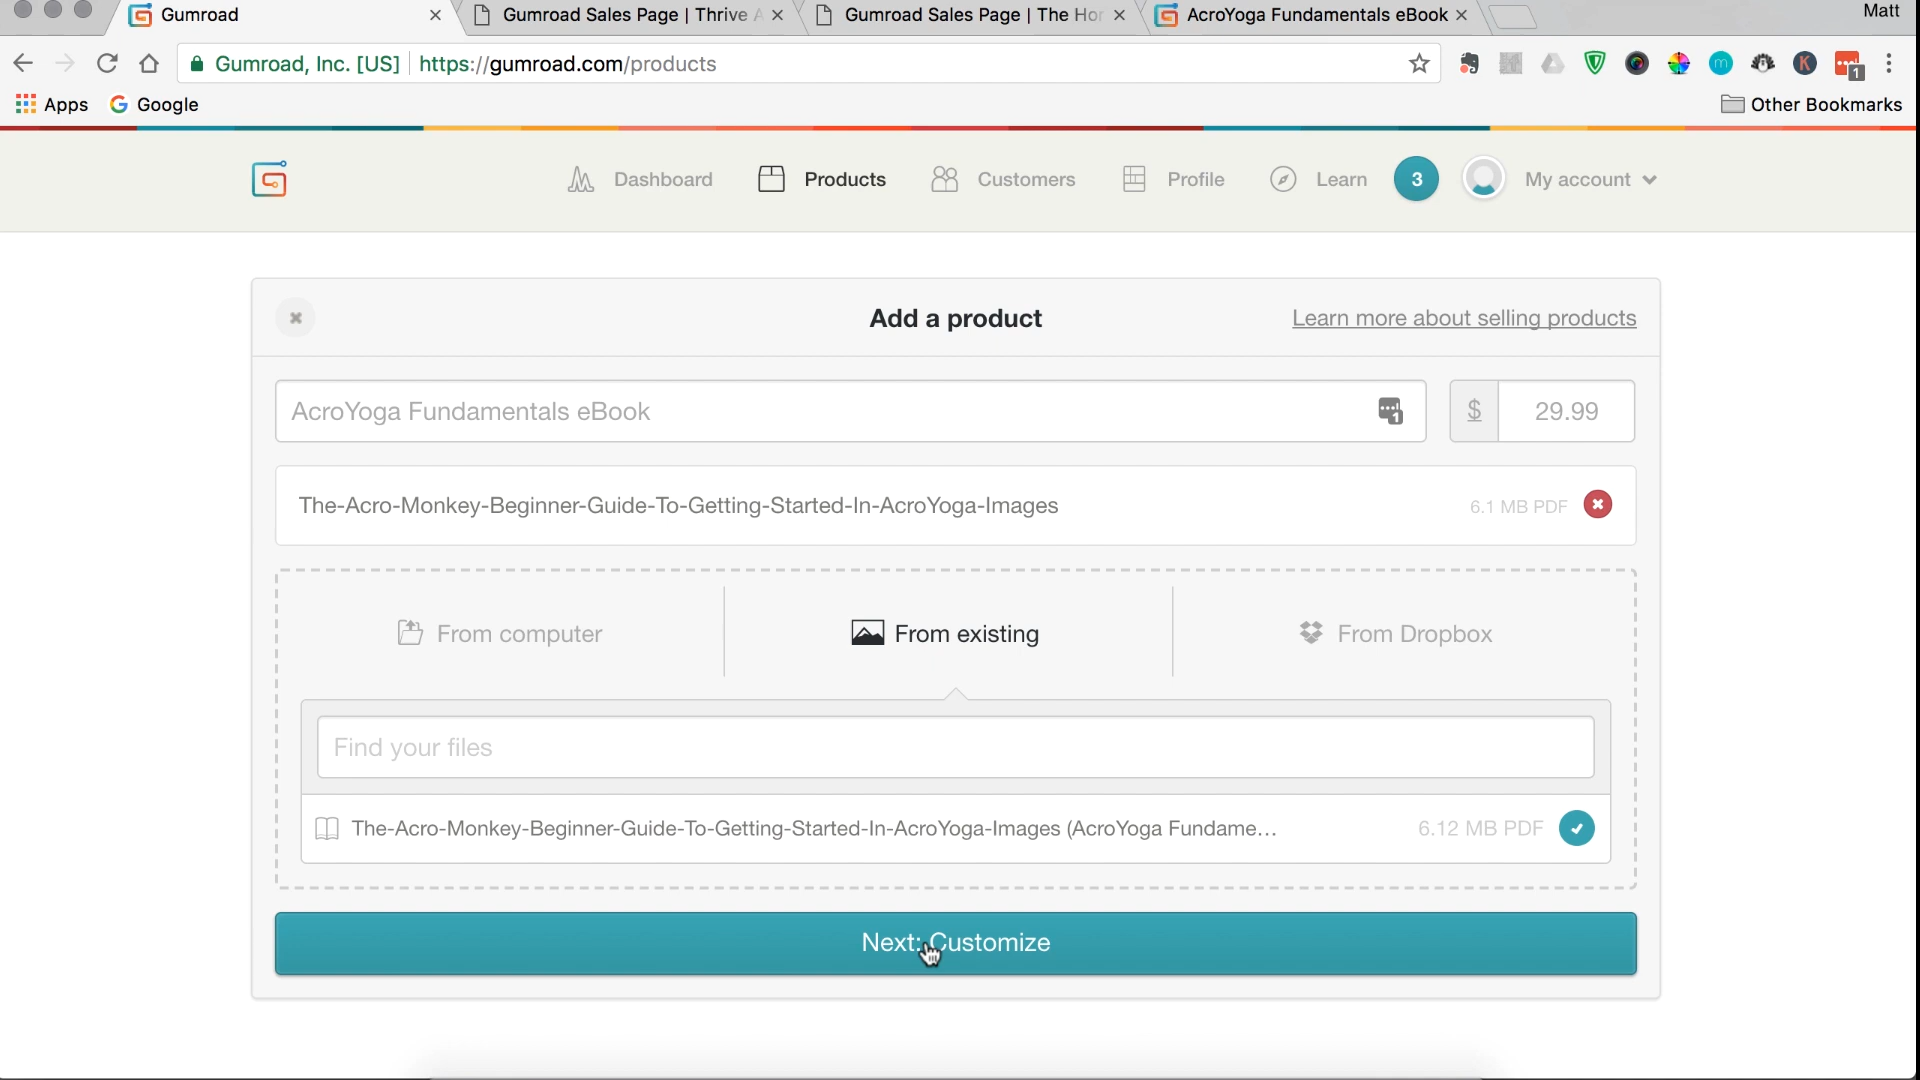 Matt
Gumroad
Gumroad Sales Page | Thrive A
Gumroad Sales Page | The Hor
AcroYoga Fundamentals eBook
Gumroad, Inc. [US]
https://gumroad.com/products
1
Apps
Google
Other Bookmarks
Dashboard
Products
Customers
Profile
Learn
3
My account
Add a product
Learn more about selling products
AcroYoga Fundamentals eBook
1
$
29.99
The-Acro-Monkey-Beginner-Guide-To-Getting-Started-In-AcroYoga-Images
6.1 MB PDF
From computer
From existing
From Dropbox
Find your files
The-Acro-Monkey-Beginner-Guide-To-Getting-Started-In-AcroYoga-Images (AcroYoga Fundame...
6.12 MB PDF
Next: Customize